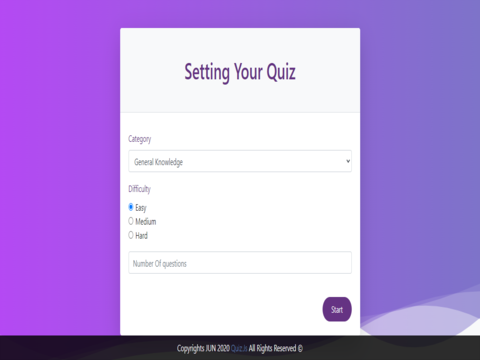 Setting Your Quiz
Category
General Knowledge
Difficulty
Easy
Medium
Hard
Number Of questions
Start
Copyrights JUN 2020 Quiz.is All Rights Reserved ©